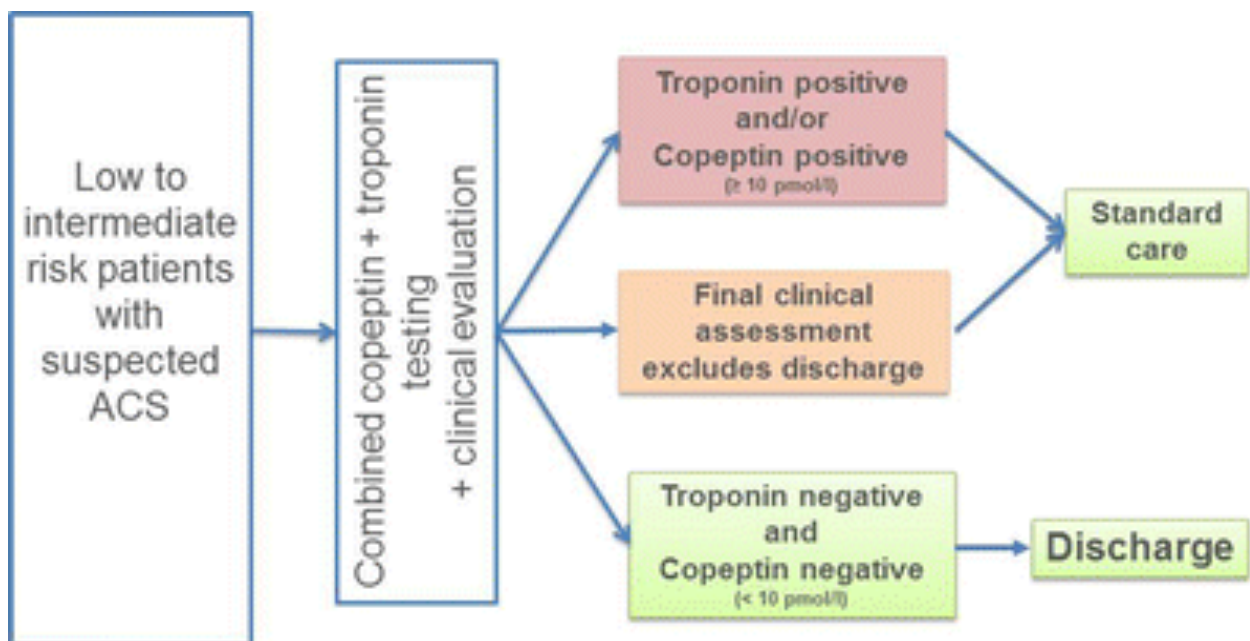 Low to
intermediate
risk patients
with
suspected
ACS
Combined copeptin + troponin
testing
+ clinical evaluation
Troponin positive
and/or
Copeptin positive
(≥ 10 pmol/l)
Final clinical
assessment
excludes discharge
Troponin negative
and
Copeptin negative
(< 10 pmol/l)
Standard
care
Discharge